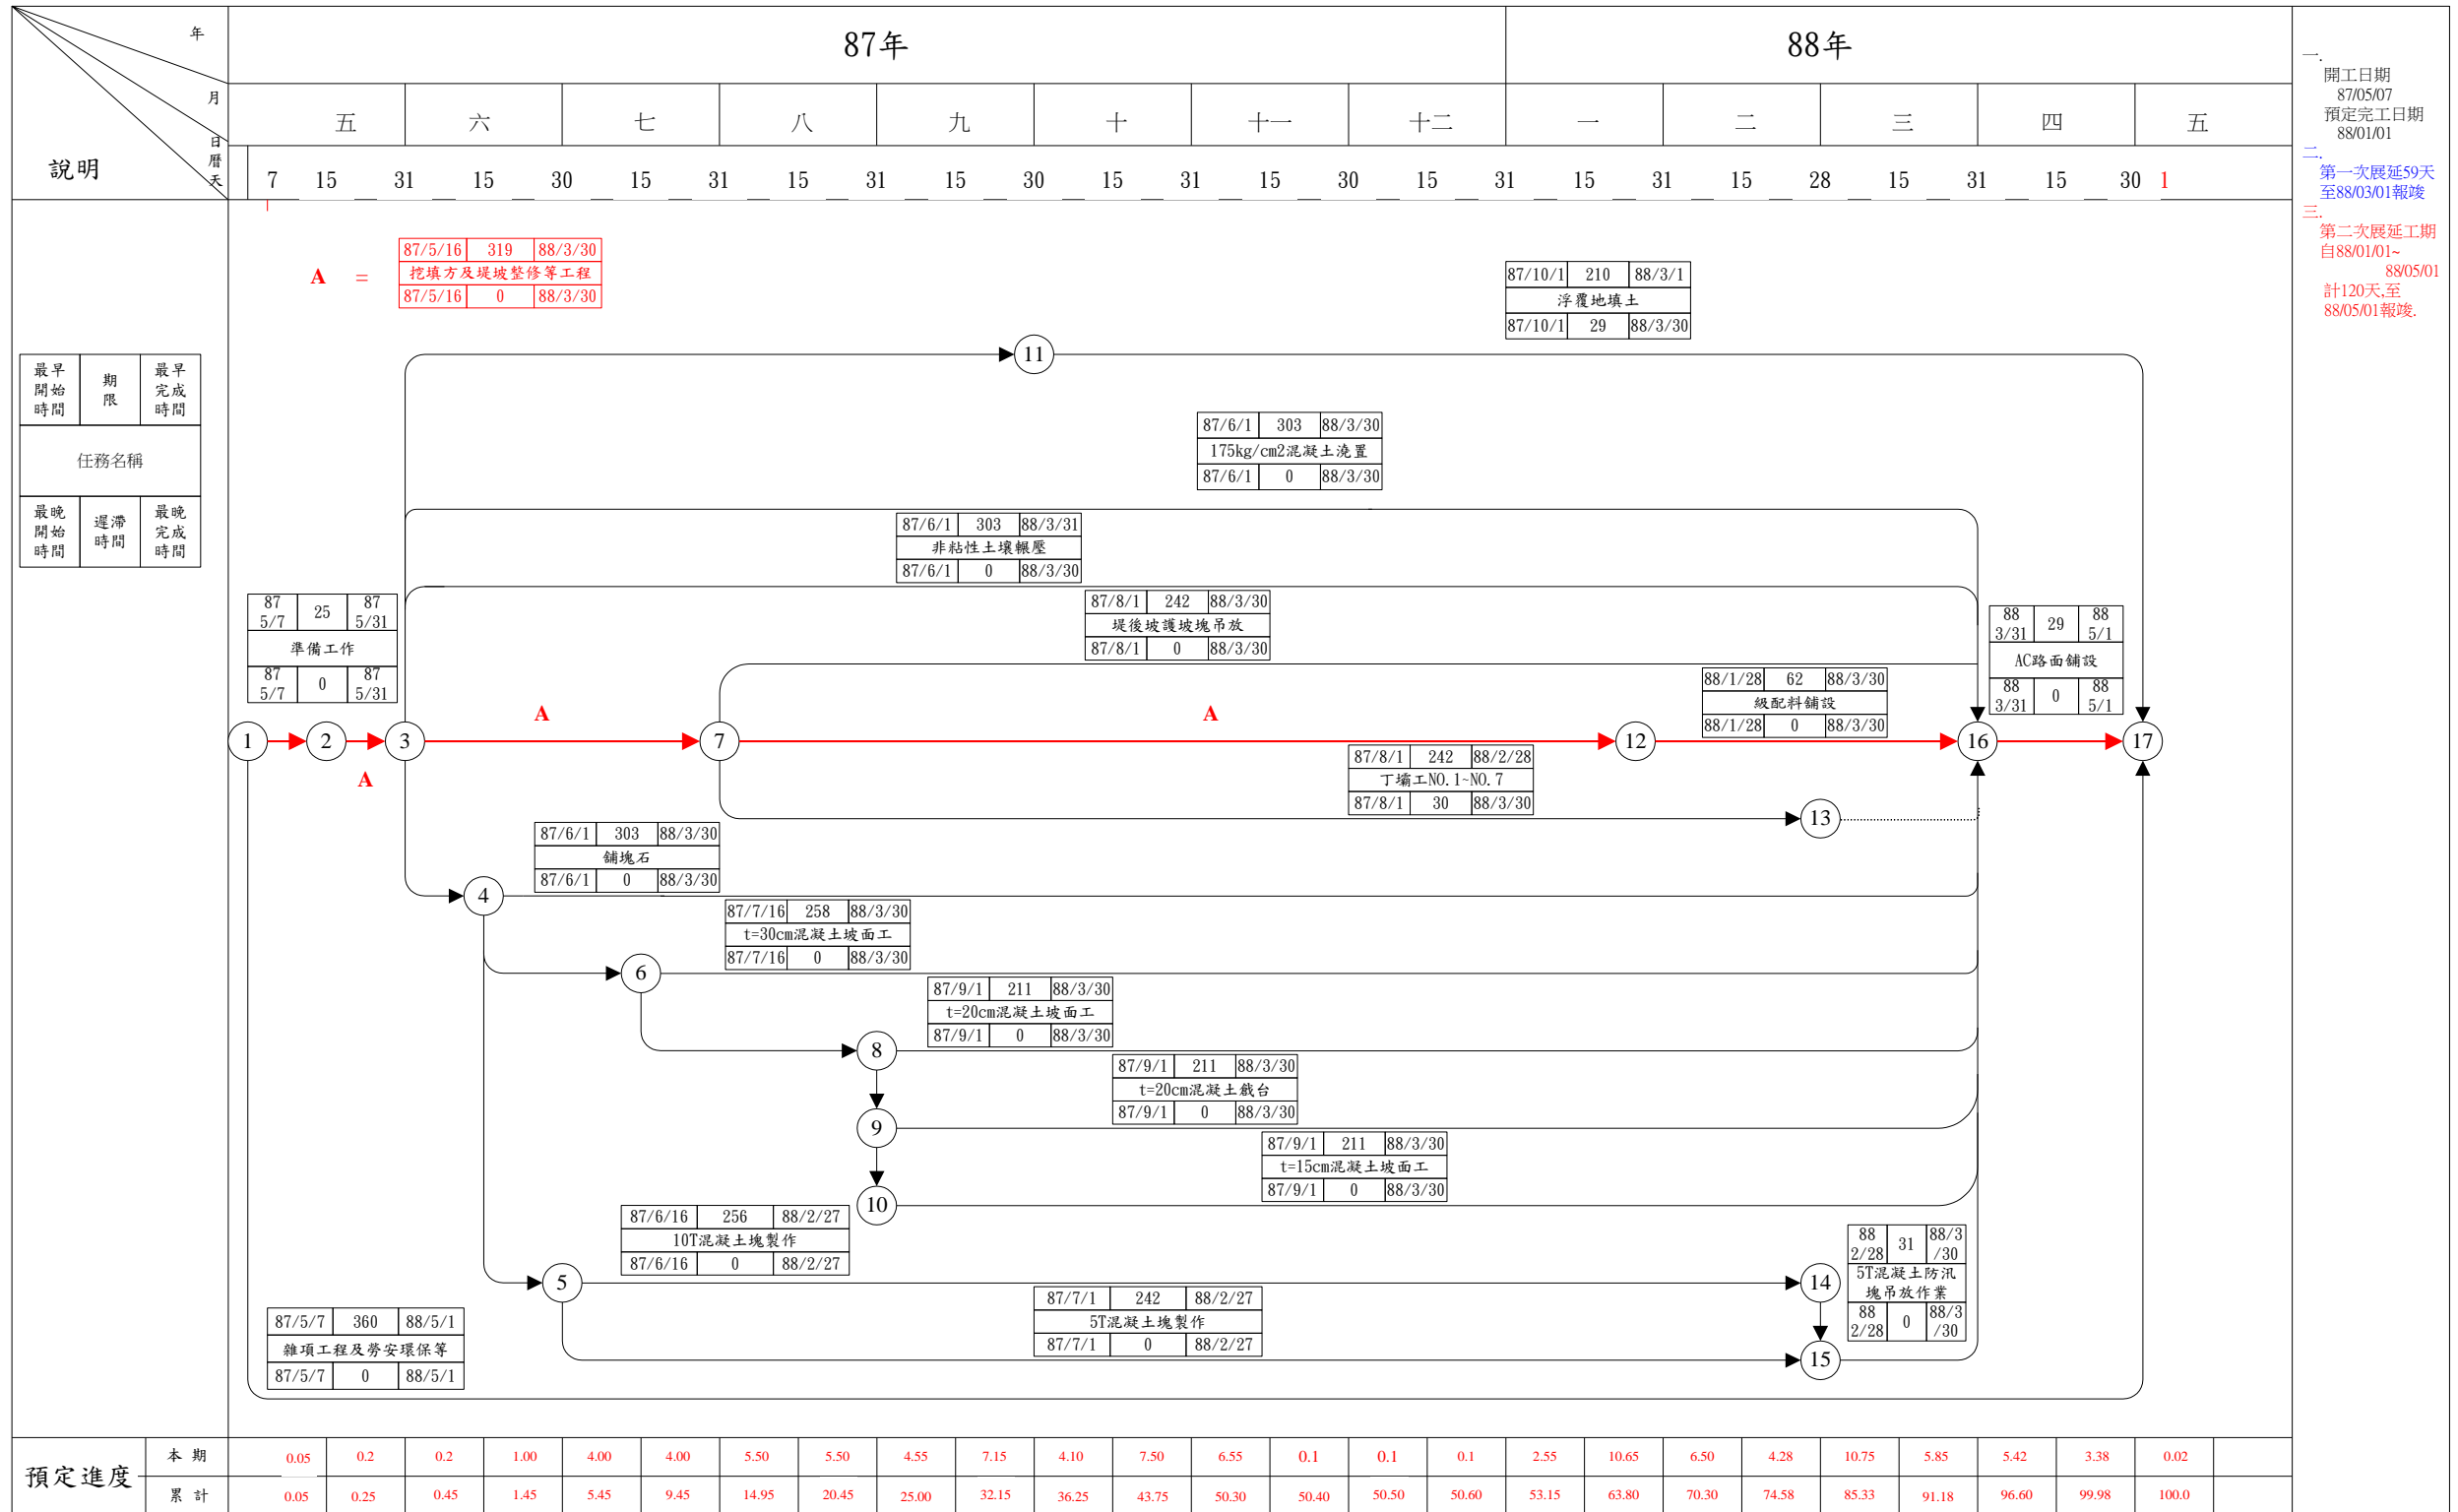 年
月
日
曆
天
說明
87年
88年
五 六 七 八 九 十 十一 十二 一 二 三 四 五
7 15 31 15 30 15 31 15 31 15 30 15 31 15 30 15 31 15 31 15 28 15 31 15 30 1
一.
開工日期
87/05/07
預定完工日期
88/01/01
二.
第一次展延59天
至88/03/01報竣
三.
第二次展延工期
自88/01/01~
88/05/01
計120天,至
88/05/01報竣.
最早
開始
時間
期
限
最早
完成
時間
任務名稱
最晚
開始
時間
遲滯
時間
最晚
完成
時間
A =
87/5/16 319 88/3/30
挖填方及堤坡整修等工程
87/5/16 0 88/3/30
87/10/1 210 88/3/1
浮覆地填土
87/10/1 29 88/3/30
11
87/6/1 303 88/3/30
175kg/cm2混凝土澆置
87/6/1 0 88/3/30
87/6/1 303 88/3/31
非粘性土壤輾壓
87/6/1 0 88/3/30
87/8/1 242 88/3/30
堤後坡護坡塊吊放
87/8/1 0 88/3/30
87
5/7
25
87
5/31
準備工作
87
5/7
0
87
5/31
88
3/31
29
88
5/1
AC路面舖設
88
3/31
0
88
5/1
88/1/28 62 88/3/30
級配料舖設
88/1/28 0 88/3/30
A A
1 2 3 7 12 16 17
A
87/8/1 242 88/2/28
丁壩工NO.1~NO.7
87/8/1 30 88/3/30
13
87/6/1 303 88/3/30
舖塊石
87/6/1 0 88/3/30
4
87/7/16 258 88/3/30
t=30cm混凝土坡面工
87/7/16 0 88/3/30
6
87/9/1 211 88/3/30
t=20cm混凝土坡面工
87/9/1 0 88/3/30
8
87/9/1 211 88/3/30
t=20cm混凝土戧台
87/9/1 0 88/3/30
9
87/9/1 211 88/3/30
t=15cm混凝土坡面工
87/9/1 0 88/3/30
10
87/6/16 256 88/2/27
10T混凝土塊製作
87/6/16 0 88/2/27
5 14
88
2/28
31
88/3
/30
5T混凝土防汛
塊吊放作業
88
2/28
0
88/3
/30
87/7/1 242 88/2/27
5T混凝土塊製作
87/7/1 0 88/2/27
15
87/5/7 360 88/5/1
雜項工程及勞安環保等
87/5/7 0 88/5/1
預定進度
本 期 0.05 0.2 0.2 1.00 4.00 4.00 5.50 5.50 4.55 7.15 4.10 7.50 6.55 0.1 0.1 0.1 2.55 10.65 6.50 4.28 10.75 5.85 5.42 3.38 0.02
累 計 0.05 0.25 0.45 1.45 5.45 9.45 14.95 20.45 25.00 32.15 36.25 43.75 50.30 50.40 50.50 50.60 53.15 63.80 70.30 74.58 85.33 91.18 96.60 99.98 100.0